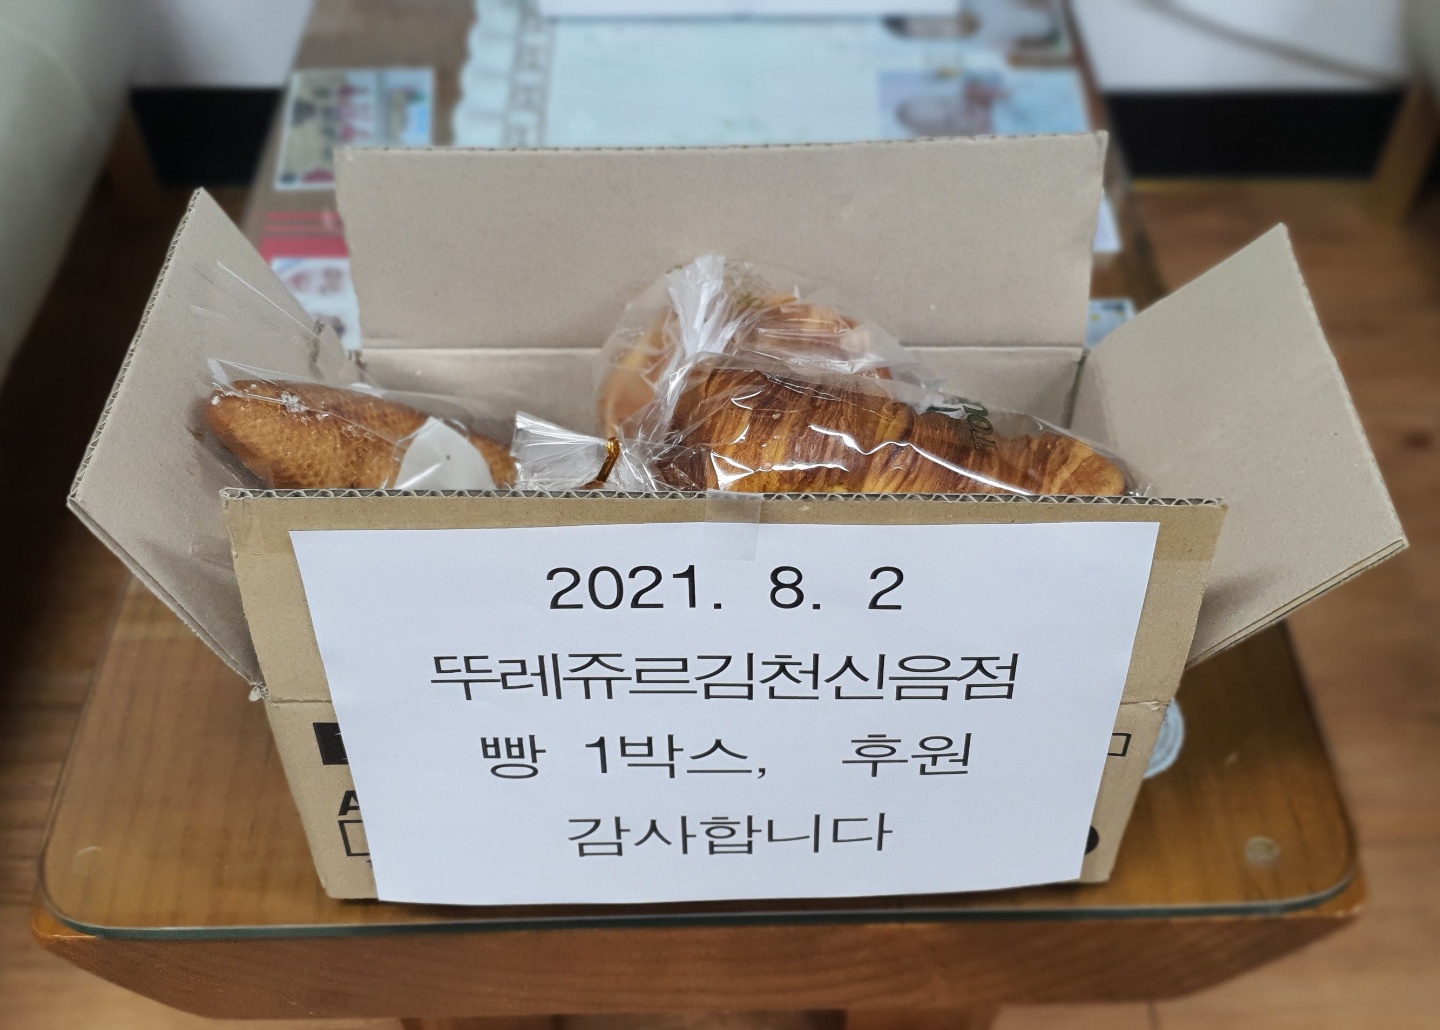 2021. 8. 2
뚜레쥬르김천신음점
빵 1박스, 후원
감사합니다